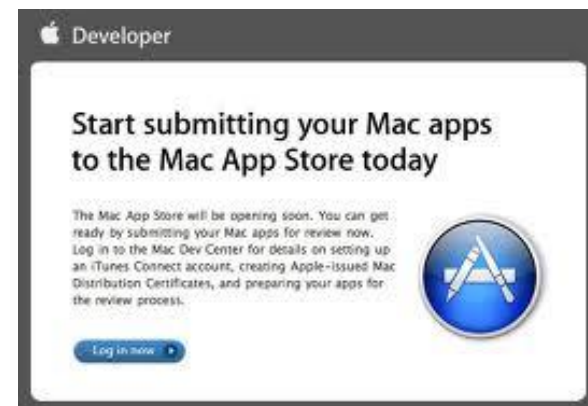 Developer
Start submitting your Mac apps
to the Mac App Store today
The Mac App Store will be opening soon. You can get
ready by submitting your Mac apps for review now.
Log in to the Mac Dev Center for details on setting up
an iTunes Connect account, creating Apple-issued Mac
Distribution Certificates, and preparing your apps for
the review process.
Log in now